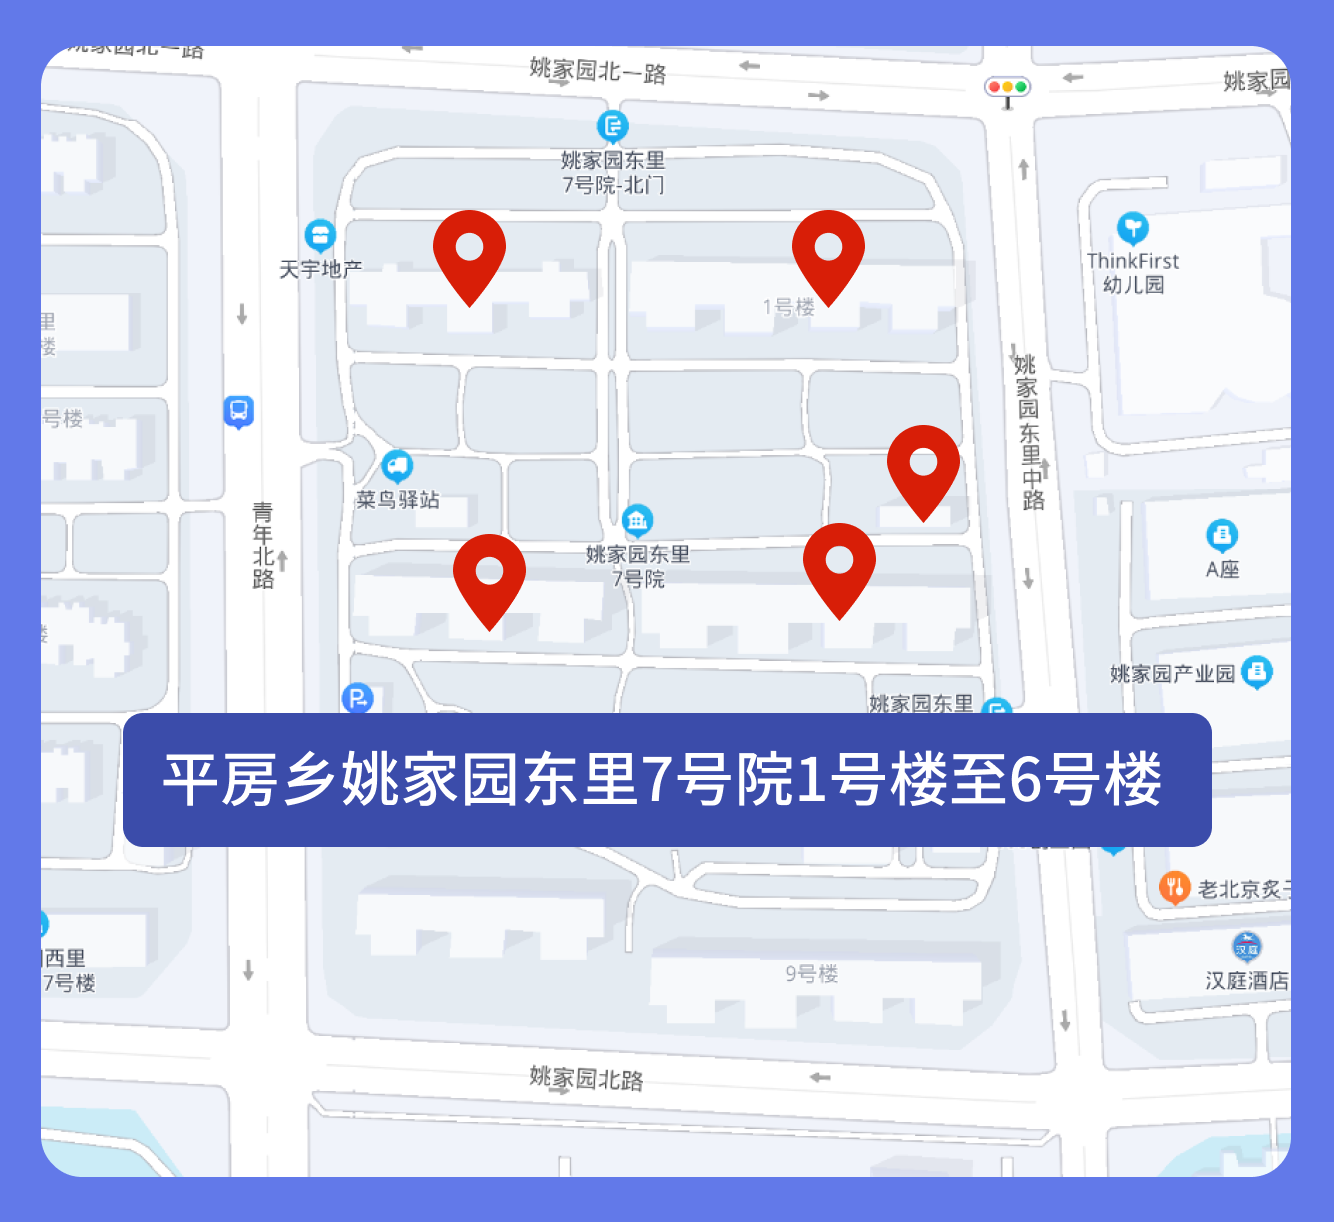 姚家园北一路
姚家园北一路
姚家园
姚家园东里
7号院-北门
天宇地产
ThinkFirst
幼儿园
1号楼
里
楼
号楼
姚家园东里中路
菜鸟驿站
青年北路
姚家园东里
7号院
A座
楼
姚家园产业园
姚家园东里
平房乡姚家园东里7号院1号楼至6号楼
老北京炙子
西里
7号楼
9号楼
汉庭
汉庭酒店
姚家园北路